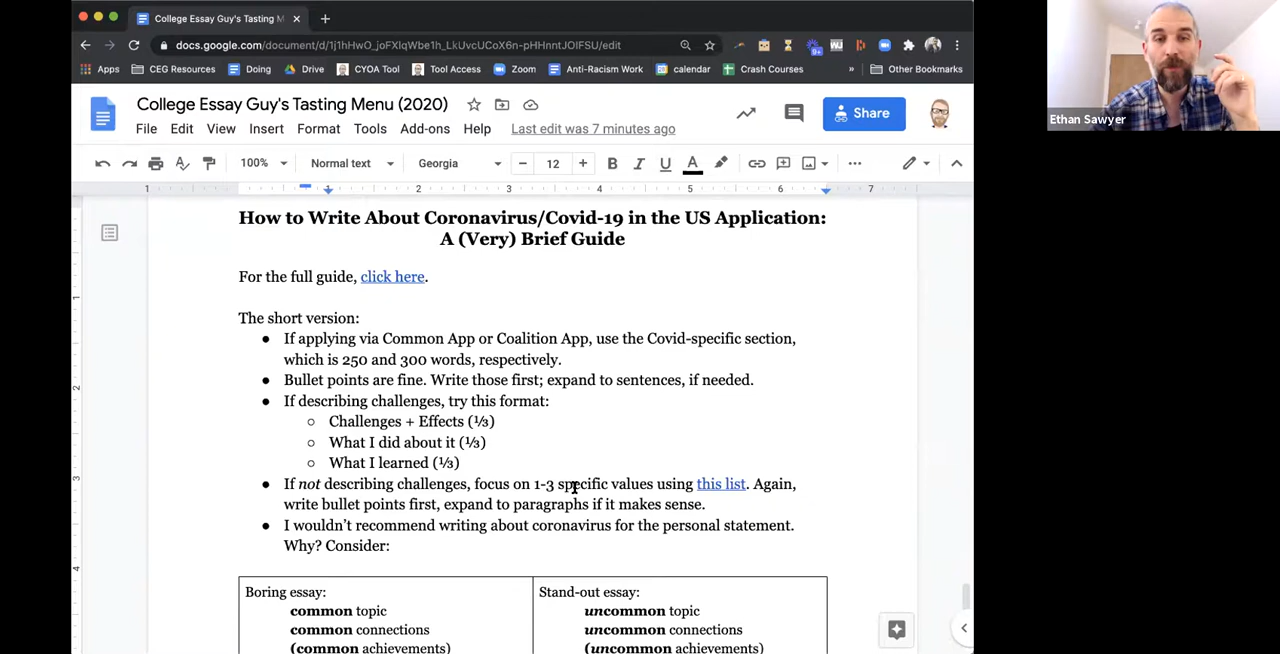 College Essay Guy's Tasting M
docs.google.com/document/d/1j1hHwO_joFXIqWbe1h_LkUvcUCoX6n-pHHnntJOIFSU/edit
Apps CEG Resources Doing Drive CYOA Tool Tool Access Zoom Anti-Racism Work calendar Crash Courses » Other Bookmarks
College Essay Guy's Tasting Menu (2020)
File Edit View Insert Format Tools Add-ons Help Last edit was 7 minutes ago
Share
100% Normal text Georgia − 12 + B I U A
1 1 2 3 4 5 6 7
How to Write About Coronavirus/Covid-19 in the US Application:
A (Very) Brief Guide
For the full guide, click here.
The short version:
● If applying via Common App or Coalition App, use the Covid-specific section,
which is 250 and 300 words, respectively.
● Bullet points are fine. Write those first; expand to sentences, if needed.
● If describing challenges, try this format:
○ Challenges + Effects (⅓)
○ What I did about it (⅓)
○ What I learned (⅓)
● If not describing challenges, focus on 1-3 specific values using this list. Again,
write bullet points first, expand to paragraphs if it makes sense.
● I wouldn't recommend writing about coronavirus for the personal statement.
Why? Consider:
Boring essay:
common topic
common connections
(common achievements)
Stand-out essay:
uncommon topic
uncommon connections
(uncommon achievements)
Ethan Sawyer